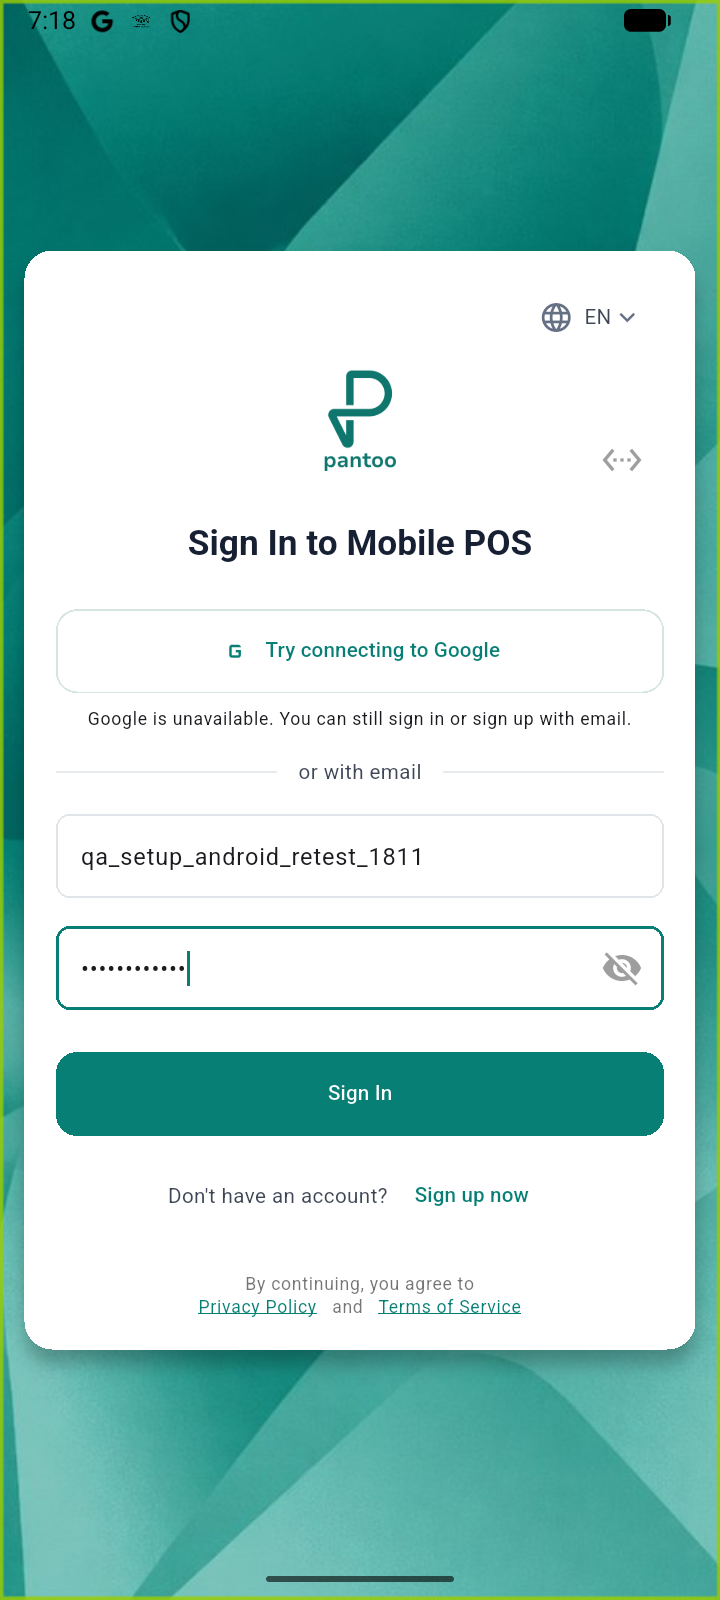 7:18
EN
pantoo
Sign In to Mobile POS
G Try connecting to Google
Google is unavailable. You can still sign in or sign up with email.
or with email
qa_setup_android_retest_1811
••••••••••••
Sign In
Don't have an account? Sign up now
By continuing, you agree to
Privacy Policy and Terms of Service